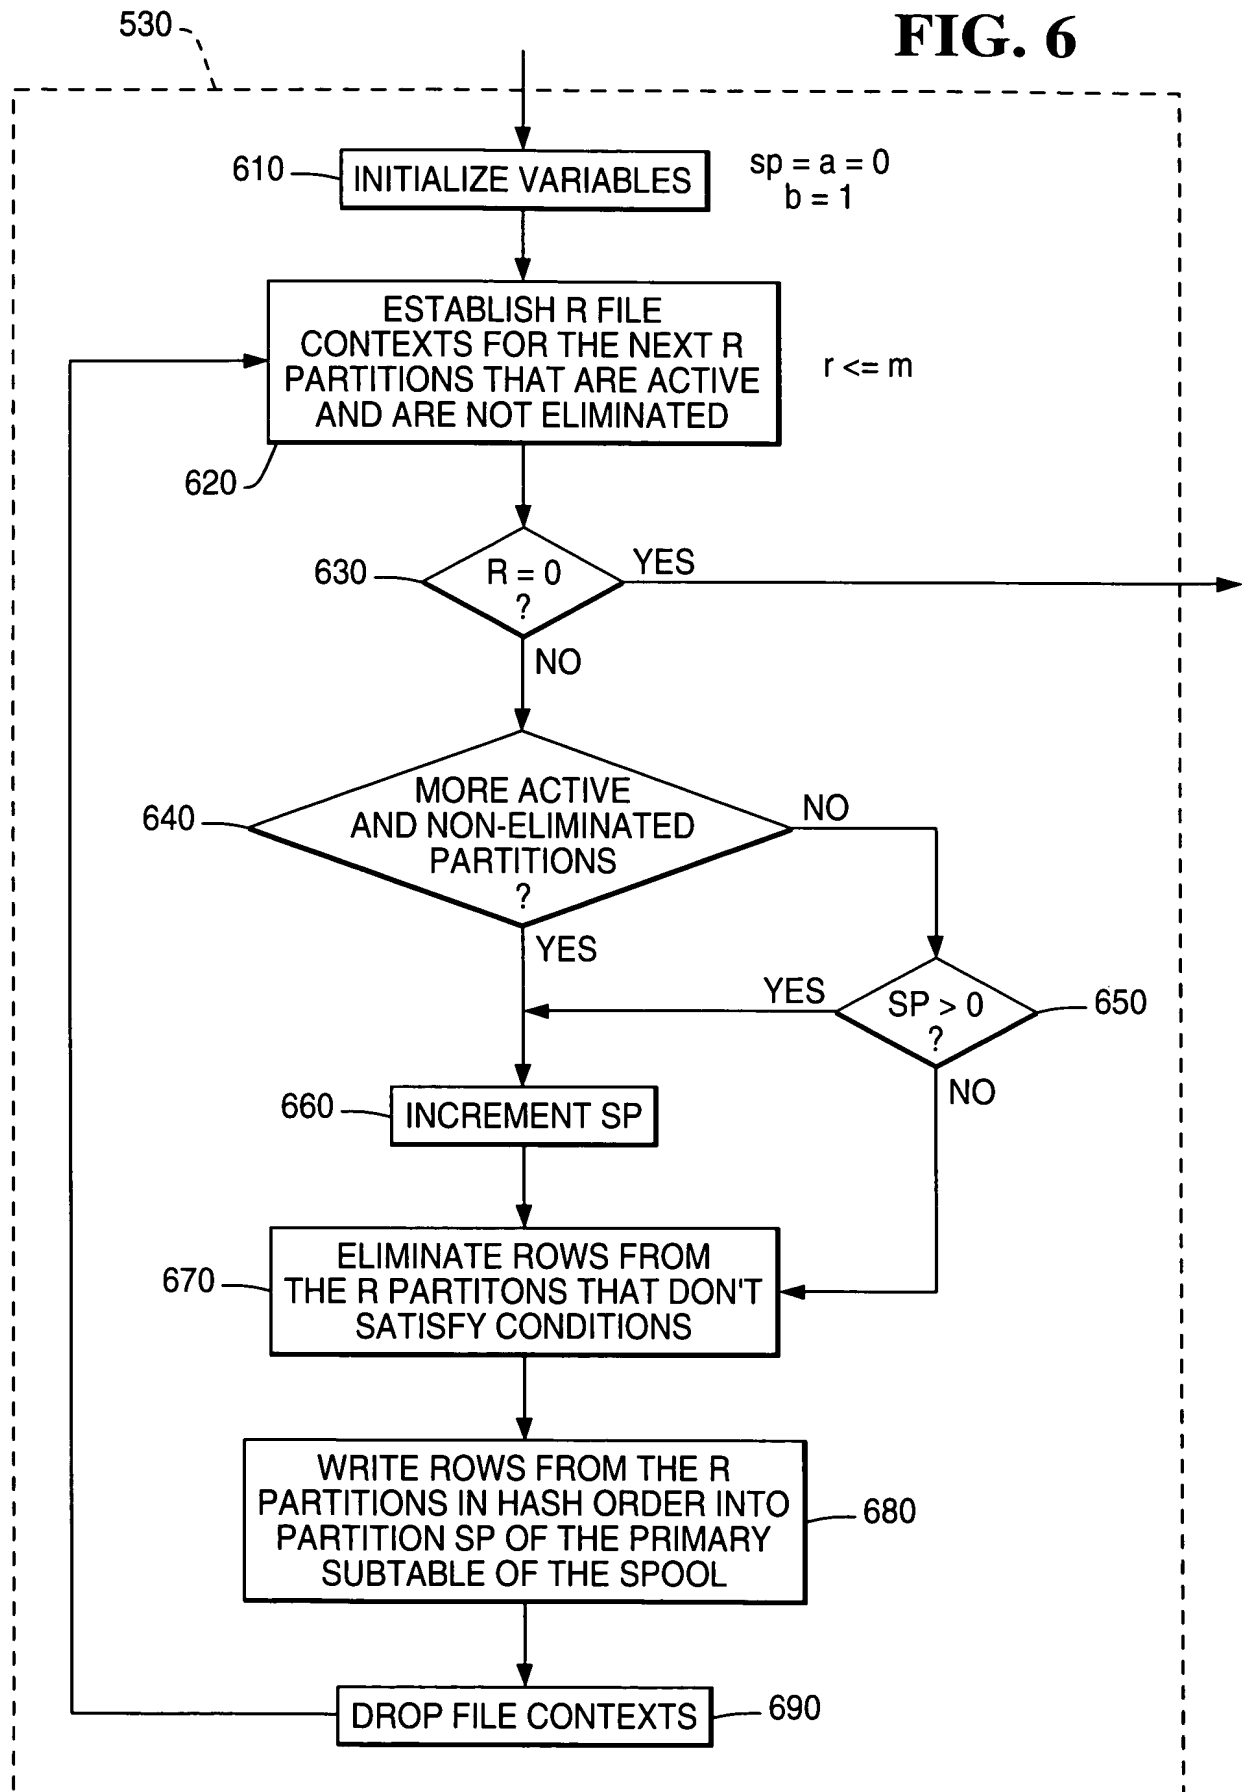 530
FIG. 6
610
INITIALIZE VARIABLES
sp = a = 0
b = 1
ESTABLISH R FILE
CONTEXTS FOR THE NEXT R
PARTITIONS THAT ARE ACTIVE
AND ARE NOT ELIMINATED
r <= m
620
630
R = 0
?
YES
NO
640
MORE ACTIVE
AND NON-ELIMINATED
PARTITIONS
?
NO
YES
YES
SP > 0
?
650
NO
660
INCREMENT SP
670
ELIMINATE ROWS FROM
THE R PARTITONS THAT DON'T
SATISFY CONDITIONS
WRITE ROWS FROM THE R
PARTITIONS IN HASH ORDER INTO
PARTITION SP OF THE PRIMARY
SUBTABLE OF THE SPOOL
680
DROP FILE CONTEXTS
690